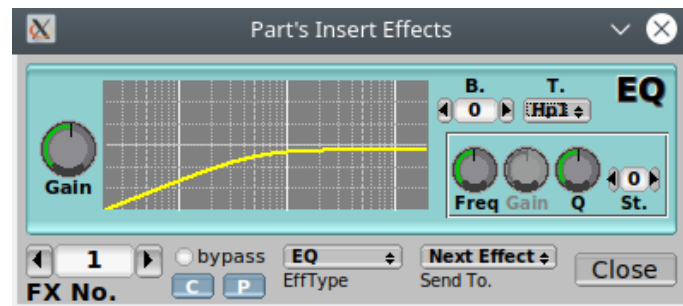 Part's Insert Effects
B. T. EQ
0 Hp1
Gain
Freq Gain Q St.
0
1 bypass EQ Next Effect Close
C P EffType Send To.
FX No.